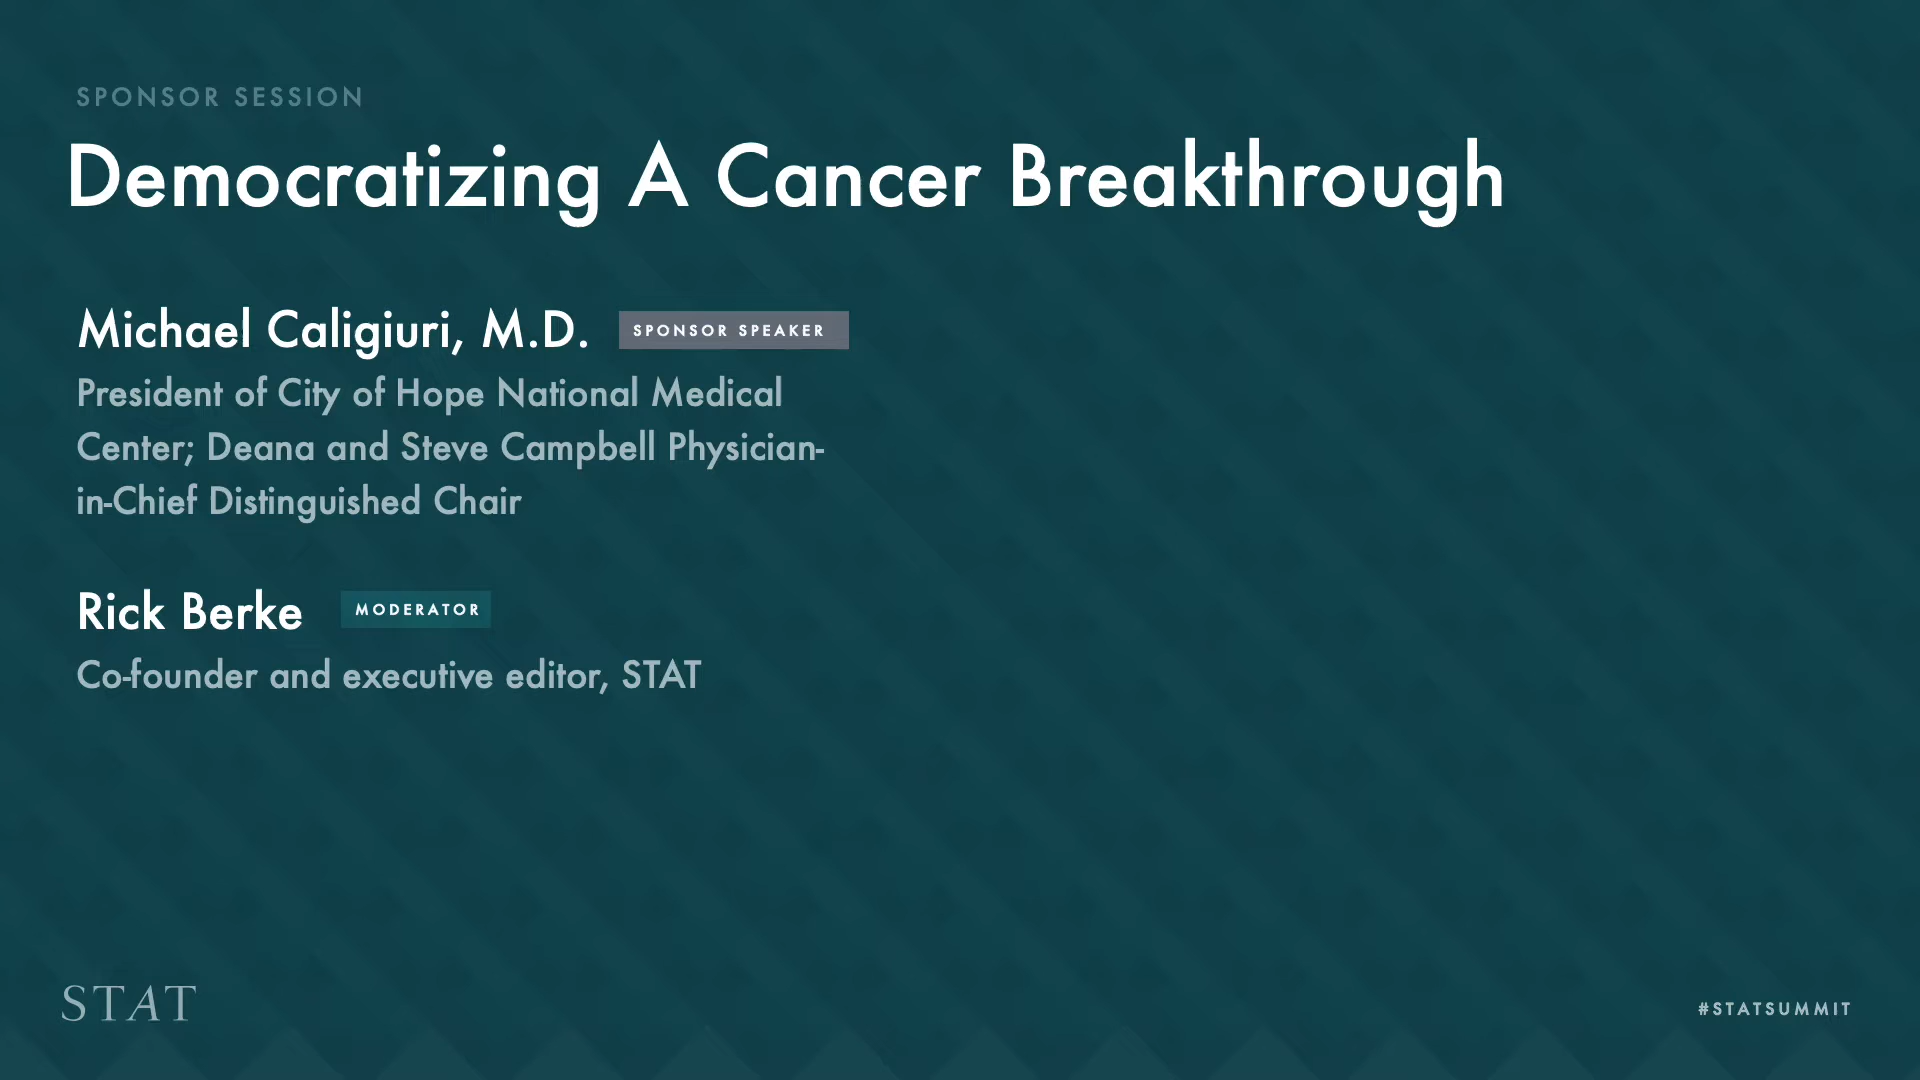 SPONSOR SESSION
Democratizing A Cancer Breakthrough
Michael Caligiuri, M.D. SPONSOR SPEAKER
President of City of Hope National Medical
Center; Deana and Steve Campbell Physician-
in-Chief Distinguished Chair
Rick Berke MODERATOR
Co-founder and executive editor, STAT
STAT
#STATSUMMIT